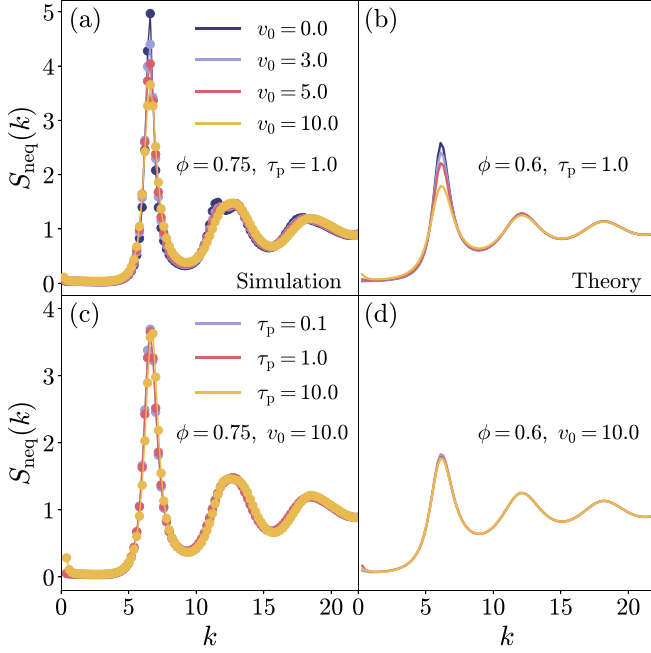 (a)
S_neq(k)
5
4
3
2
1
0
v₀ = 0.0
v₀ = 3.0
v₀ = 5.0
v₀ = 10.0
ϕ = 0.75, τₚ = 1.0
Simulation
(b)
ϕ = 0.6, τₚ = 1.0
Theory
(c)
S_neq(k)
4
3
2
1
0
τₚ = 0.1
τₚ = 1.0
τₚ = 10.0
ϕ = 0.75, v₀ = 10.0
0 5 10 15 20
k
(d)
ϕ = 0.6, v₀ = 10.0
0 5 10 15 20
k